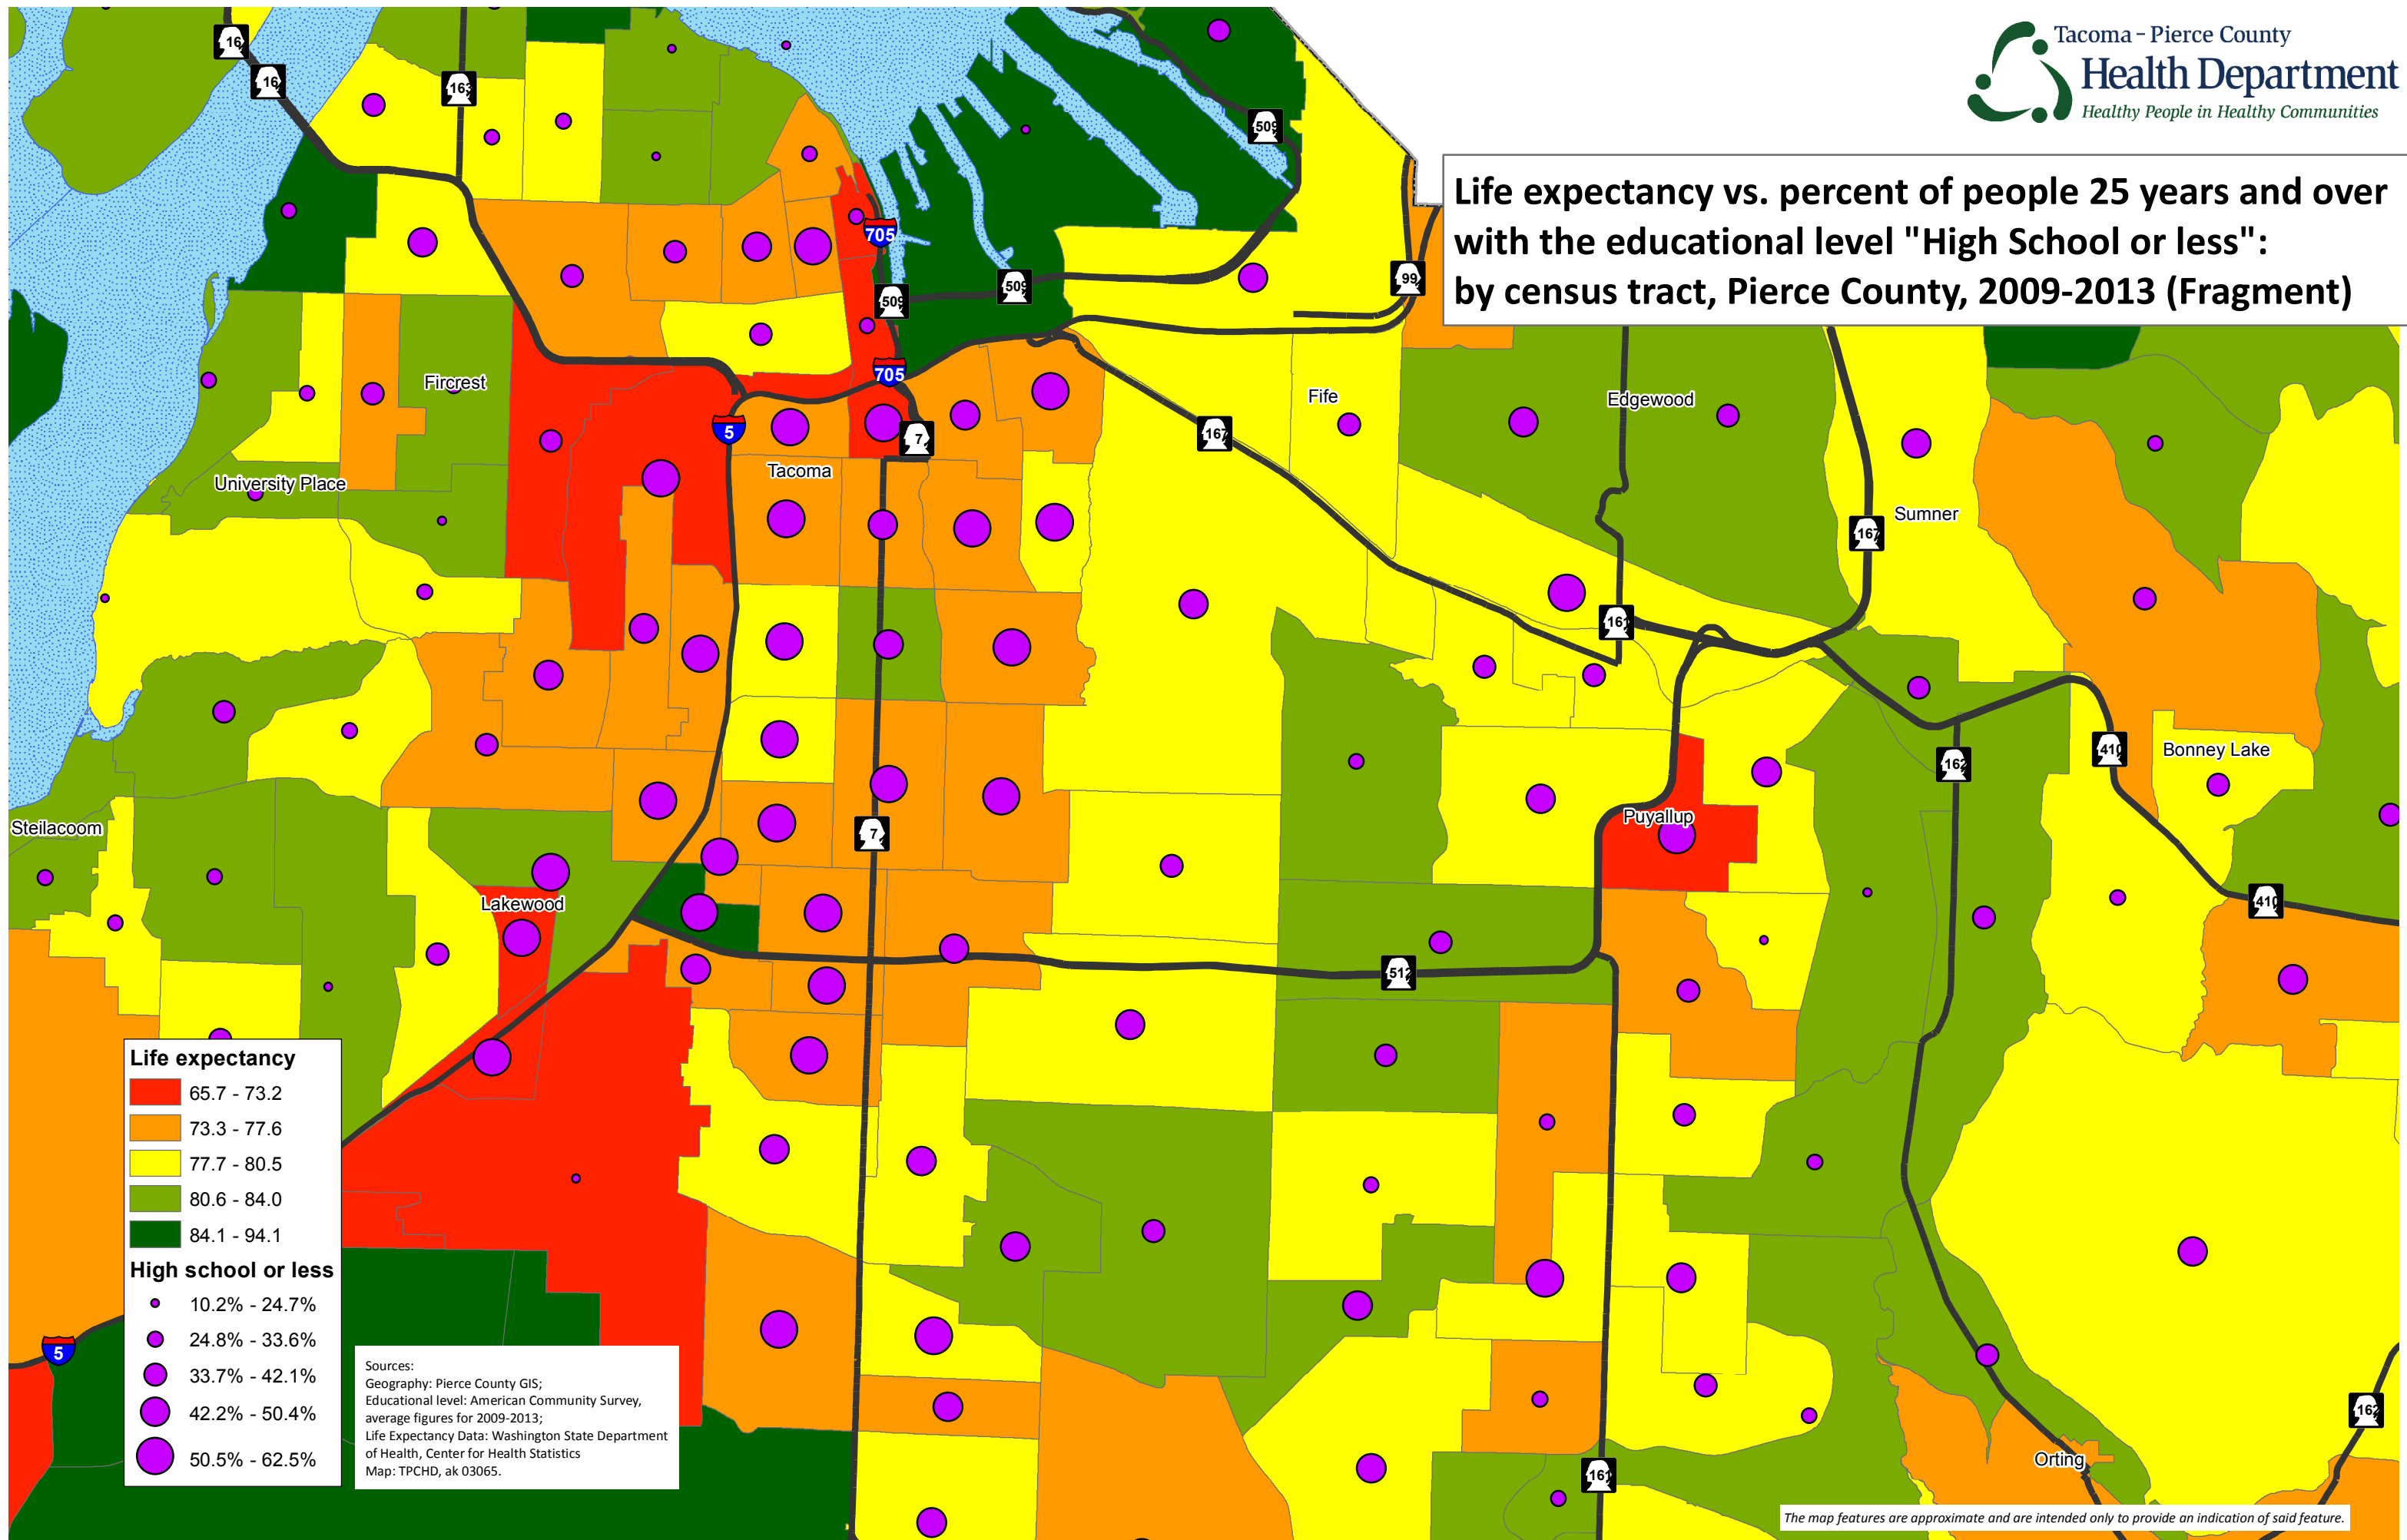 Tacoma - Pierce County
Health Department
Healthy People in Healthy Communities
Life expectancy vs. percent of people 25 years and over
with the educational level "High School or less":
by census tract, Pierce County, 2009-2013 (Fragment)
16
16
163
509
705
509
509
99
Fircrest
705
Fife
Edgewood
5
7
167
Tacoma
University Place
Sumner
167
161
410
Bonney Lake
162
Steilacoom
7
Puyallup
Lakewood
410
512
Life expectancy
65.7 - 73.2
73.3 - 77.6
77.7 - 80.5
80.6 - 84.0
84.1 - 94.1
High school or less
10.2% - 24.7%
24.8% - 33.6%
33.7% - 42.1%
42.2% - 50.4%
50.5% - 62.5%
5
Sources:
Geography: Pierce County GIS;
Educational level: American Community Survey,
average figures for 2009-2013;
Life Expectancy Data: Washington State Department
of Health, Center for Health Statistics
Map: TPCHD, ak 03065.
162
Orting
161
The map features are approximate and are intended only to provide an indication of said feature.